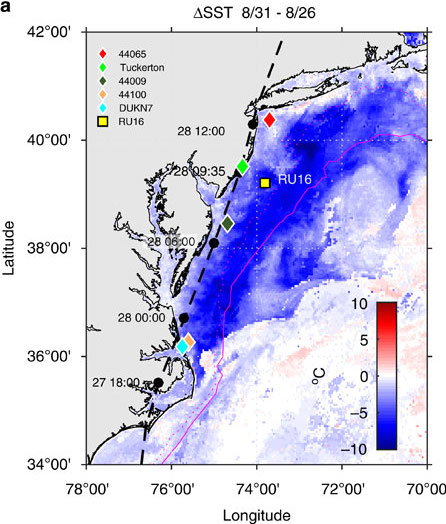 a
ΔSST 8/31 - 8/26
42°00'
40°00'
38°00'
36°00'
34°00'
Latitude
44065
Tuckerton
44009
44100
DUKN7
RU16
28 12:00
28 09:35
RU16
28 06:00
28 00:00
27 18:00
10
5
0
−5
−10
°C
78°00' 76°00' 74°00' 72°00' 70°00'
Longitude